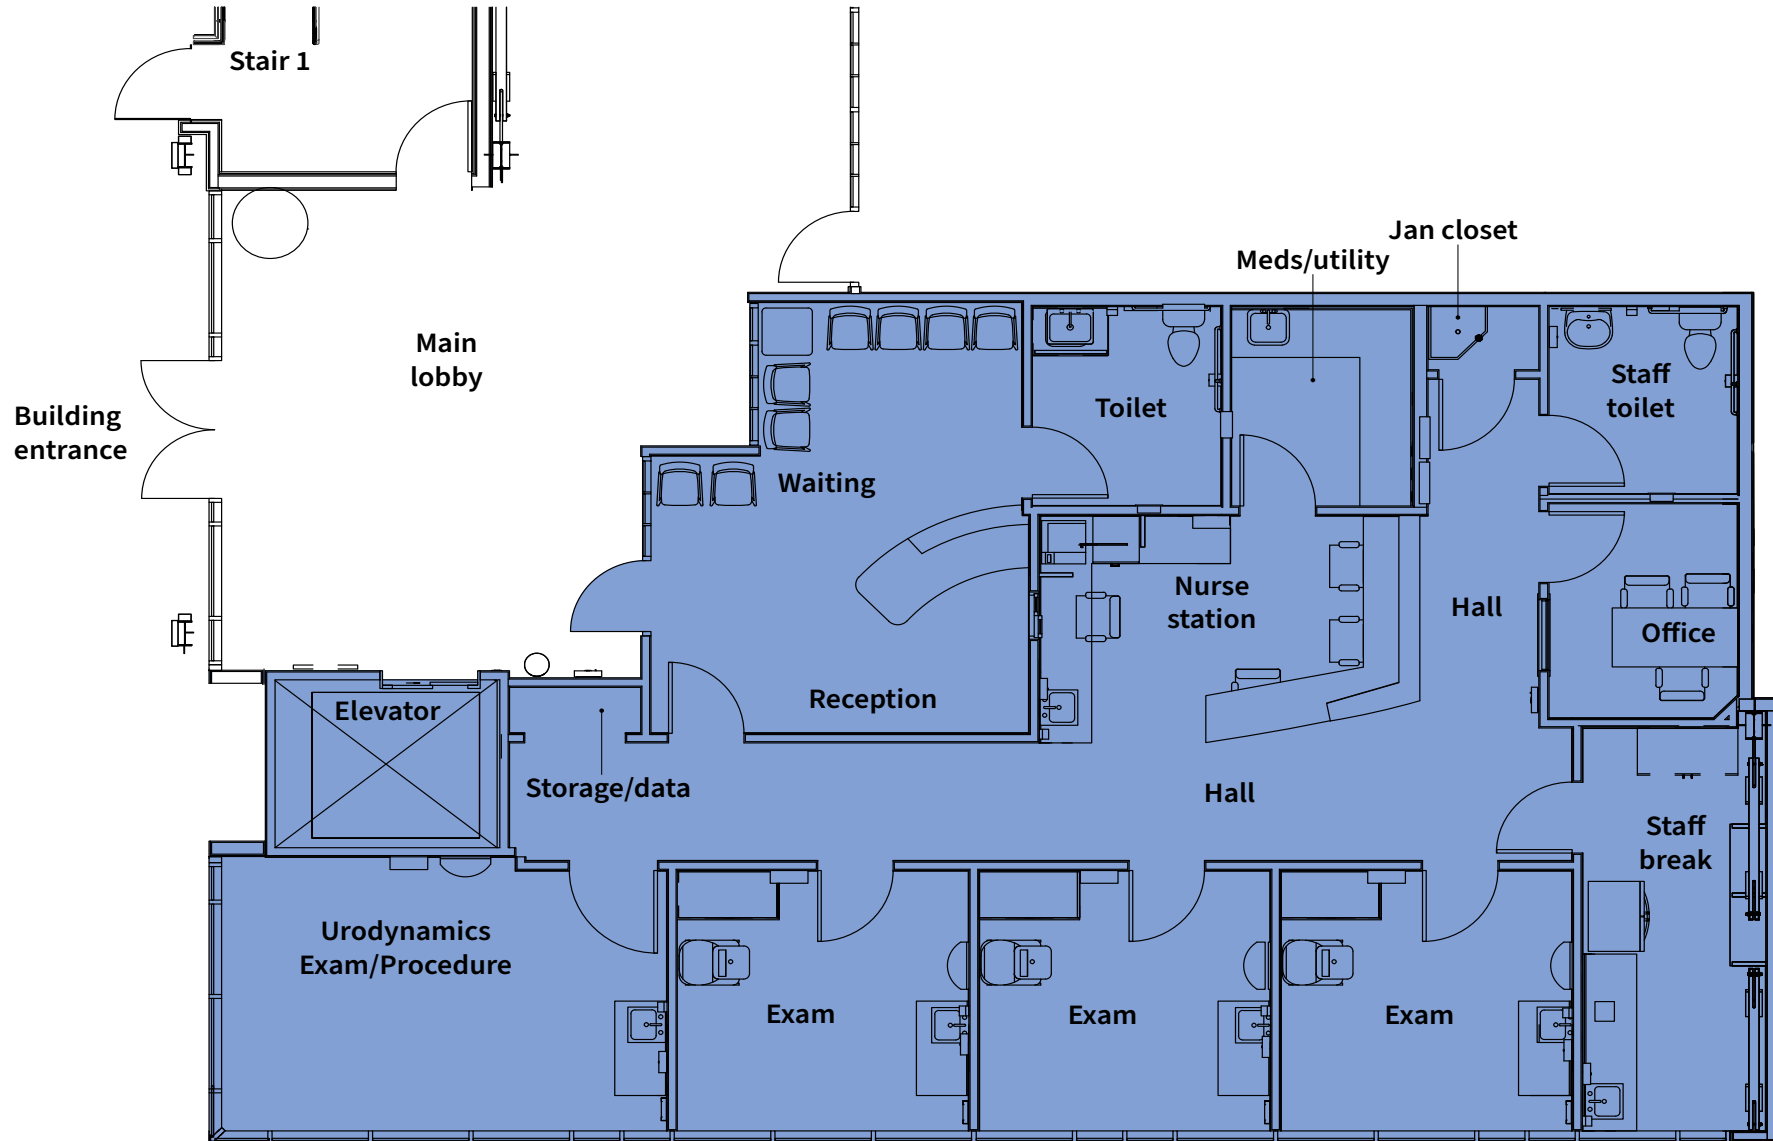 Stair 1
Jan closet
Meds/utility
Main
lobby
Building
entrance
Toilet
Staff
toilet
Waiting
Nurse
station
Hall
Office
Reception
Elevator
Storage/data
Hall
Staff
break
Urodynamics
Exam/Procedure
Exam
Exam
Exam